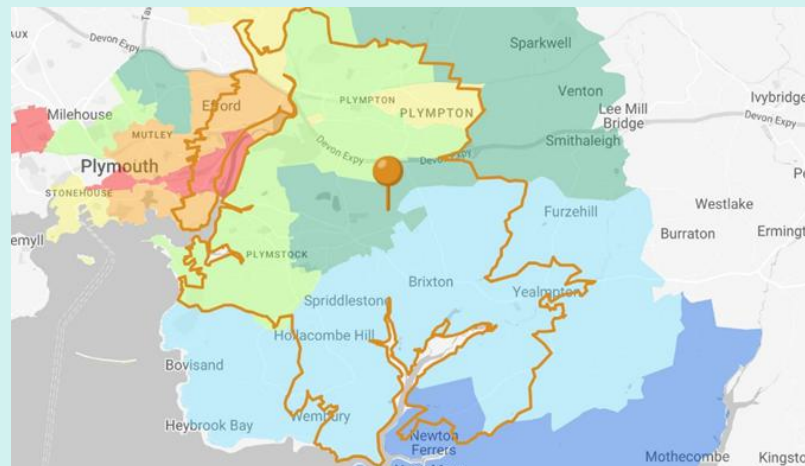 Sparkwell
Devon Expy
Venton
Ivybridge
Milehouse
Efford
PLYMPTON
PLYMPTON
Lee Mill
Bridge
Devon Expy
MUTLEY
Devon Expy
Devon Expy
Smithaleigh
Plymouth
STONEHOUSE
Westlake
Furzehill
Burraton
Erming
emyll
PLYMSTOCK
Brixton
Yealmpton
Spriddlestone
Hollacombe Hill
Bovisand
Wembury
Heybrook Bay
Newton
Ferrers
Mothecombe
Kingsto